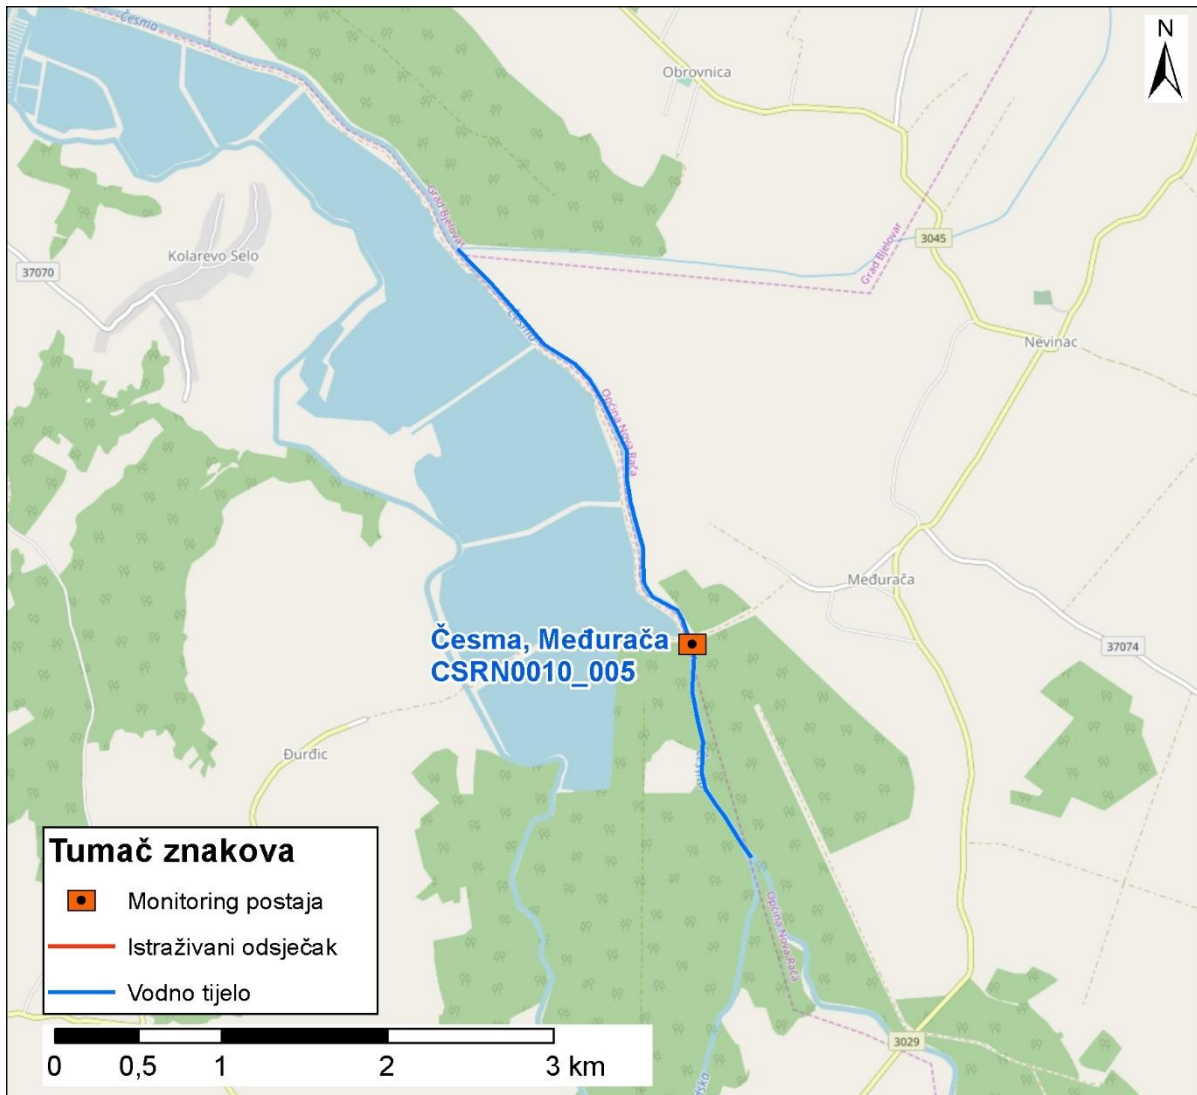 Česma
N
Obrovnica
Grad Bjelovar
Kolarevo Selo
37070
3045
Grad Bjelovar
Česma
Nevinac
Općina Nova Rača
Međurača
Česma, Međurača
CSRN0010_005
37074
Đurđic
Tumač znakova
Monitoring postaja
Istraživani odsječak
Vodno tijelo
Općina Nova Rača
3029
0 0,5 1 2 3 km